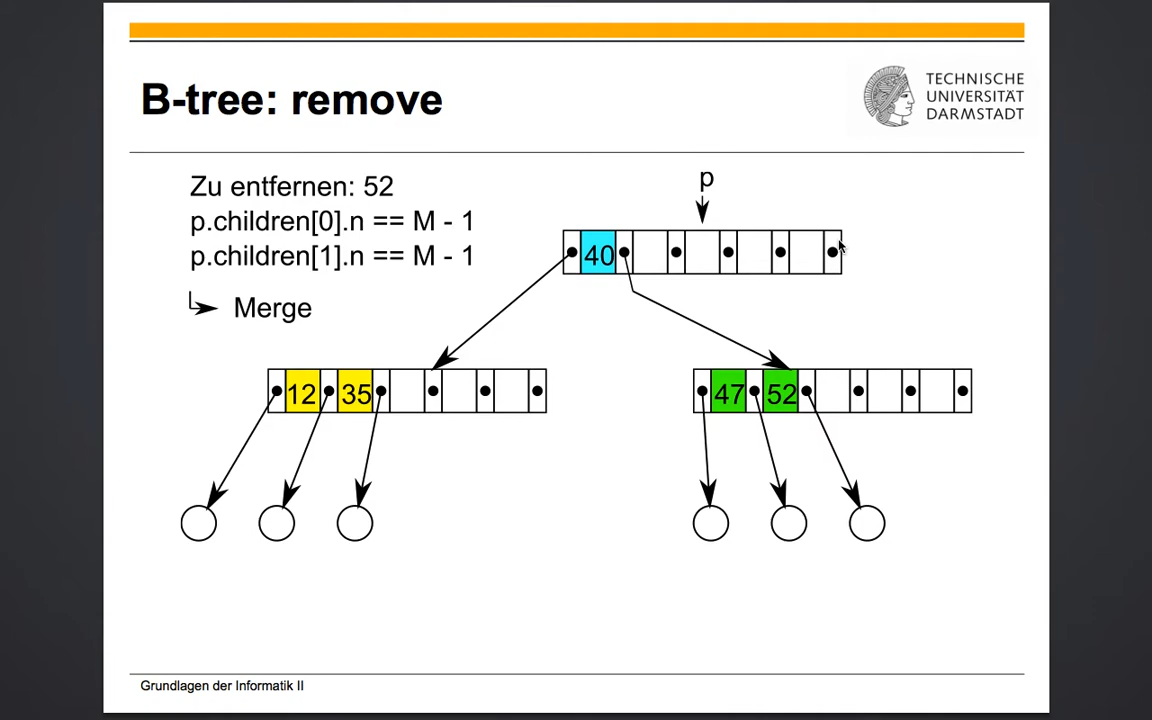 B-tree: remove
TECHNISCHE
UNIVERSITÄT
DARMSTADT
Zu entfernen: 52
p.children[0].n == M - 1
p.children[1].n == M - 1
Merge
p
40
12 35
47 52
Grundlagen der Informatik II